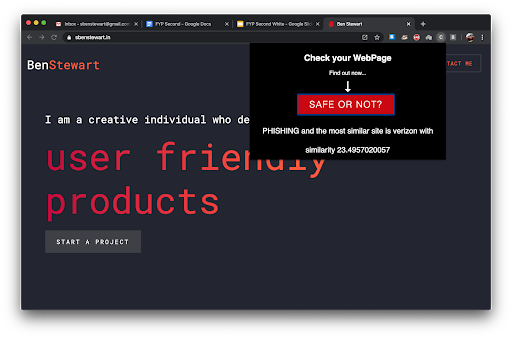 Inbox - sbenstewart@gmail.com
FYP Second - Google Docs
FYP Second White - Google Slid
Ben Stewart
sbenstewart.in
BenStewart
TACT ME
Check your WebPage
Find out now...
SAFE OR NOT?
PHISHING and the most similar site is verizon with
similarity 23.4957020057
I am a creative individual who de
user friendly
products
START A PROJECT